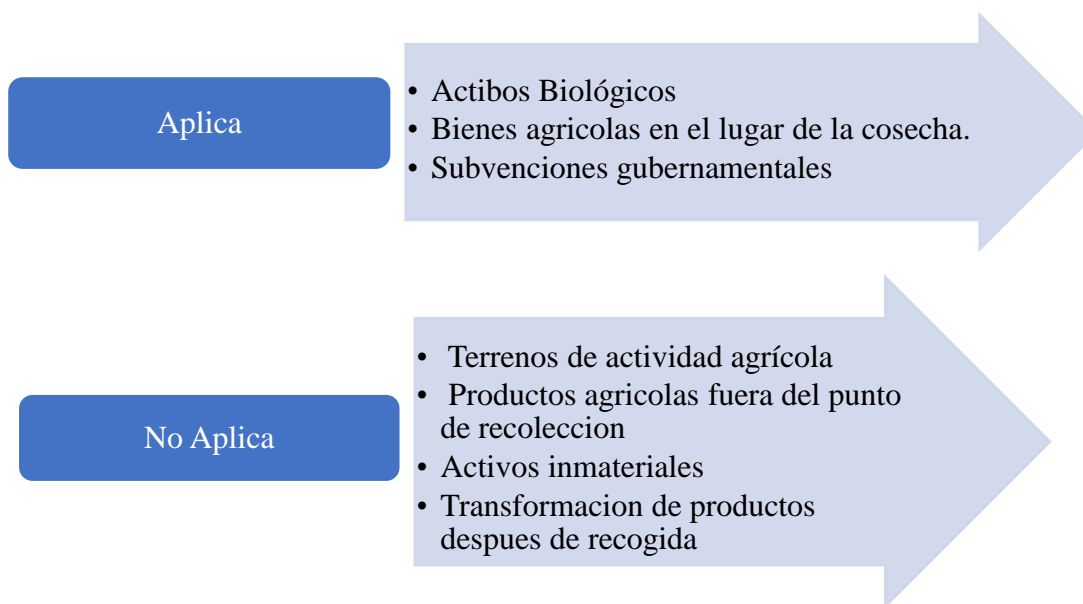 Aplica
• Actibos Biológicos
• Bienes agricolas en el lugar de la cosecha.
• Subvenciones gubernamentales
No Aplica
• Terrenos de actividad agrícola
• Productos agricolas fuera del punto
de recoleccion
• Activos inmateriales
• Transformacion de productos
despues de recogida